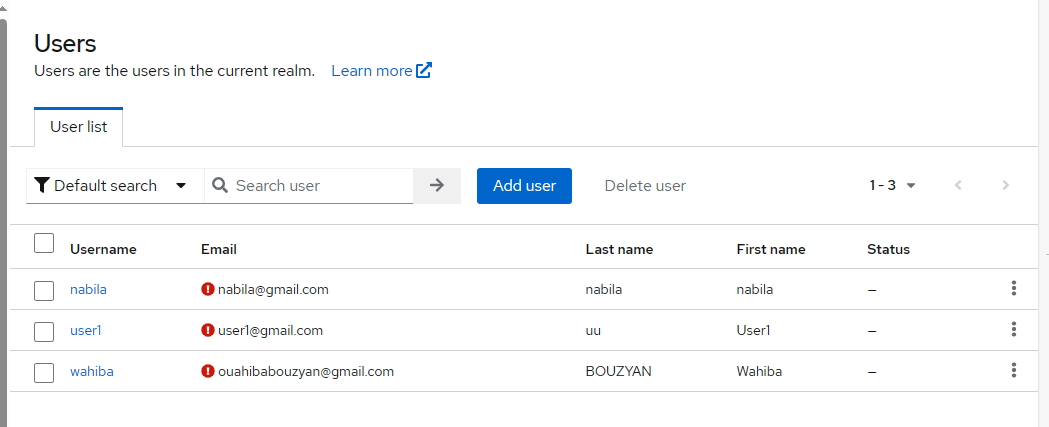 Users
Users are the users in the current realm. Learn more
User list
Default search Search user Add user Delete user 1 - 3
Username Email Last name First name Status
nabila nabila@gmail.com nabila nabila –
user1 user1@gmail.com uu User1 –
wahiba ouahibabouzyan@gmail.com BOUZYAN Wahiba –